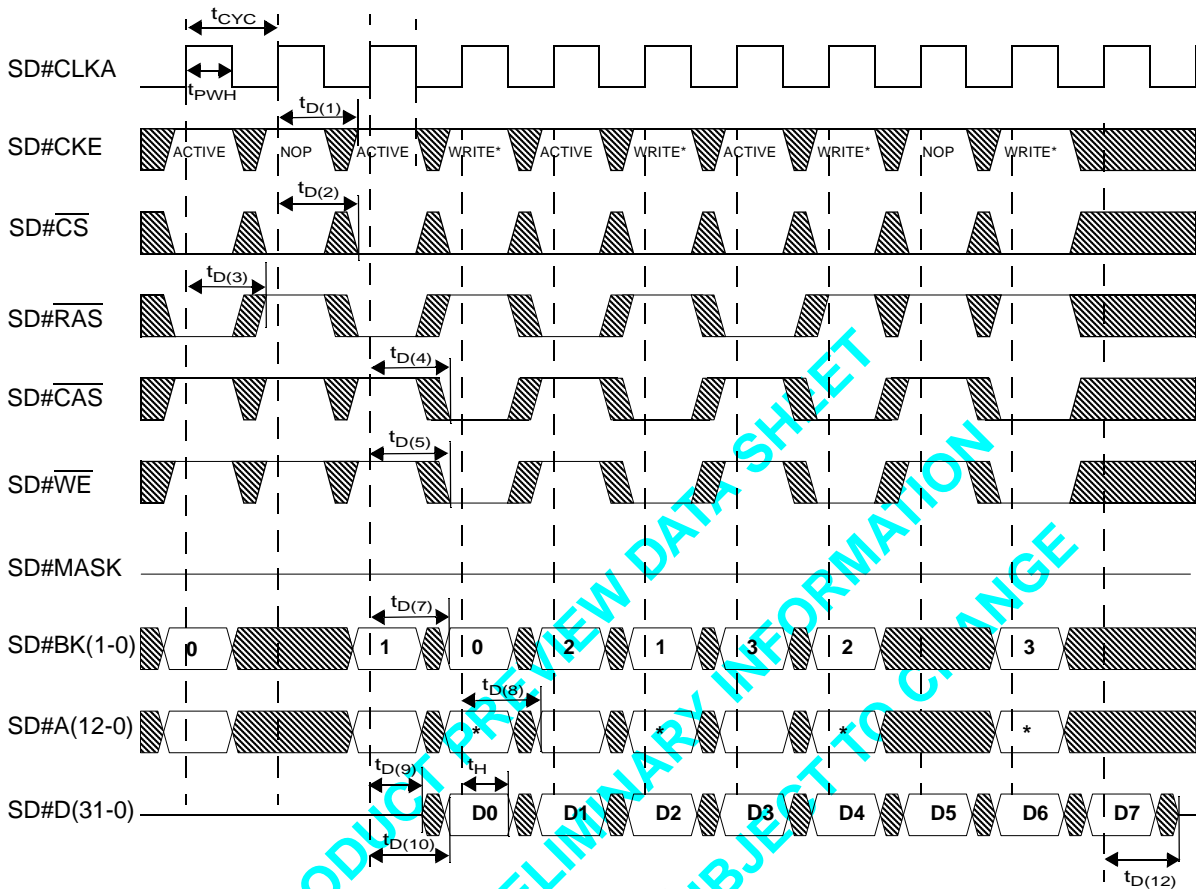 tCYC
SD#CLKA
tPWH
tD(1)
SD#CKE
ACTIVE NOP ACTIVE WRITE* ACTIVE WRITE* ACTIVE WRITE* NOP WRITE*
tD(2)
SD#CS
tD(3)
SD#RAS
tD(4)
SD#CAS
tD(5)
SD#WE
SD#MASK
tD(7)
SD#BK(1-0) 0 1 0 2 1 3 2 3
tD(8)
SD#A(12-0) * * * *
tD(9) tH
SD#D(31-0) D0 D1 D2 D3 D4 D5 D6 D7
tD(10) tD(12)
PRODUCT PREVIEW DATA SHEET
PRELIMINARY INFORMATION
SUBJECT TO CHANGE